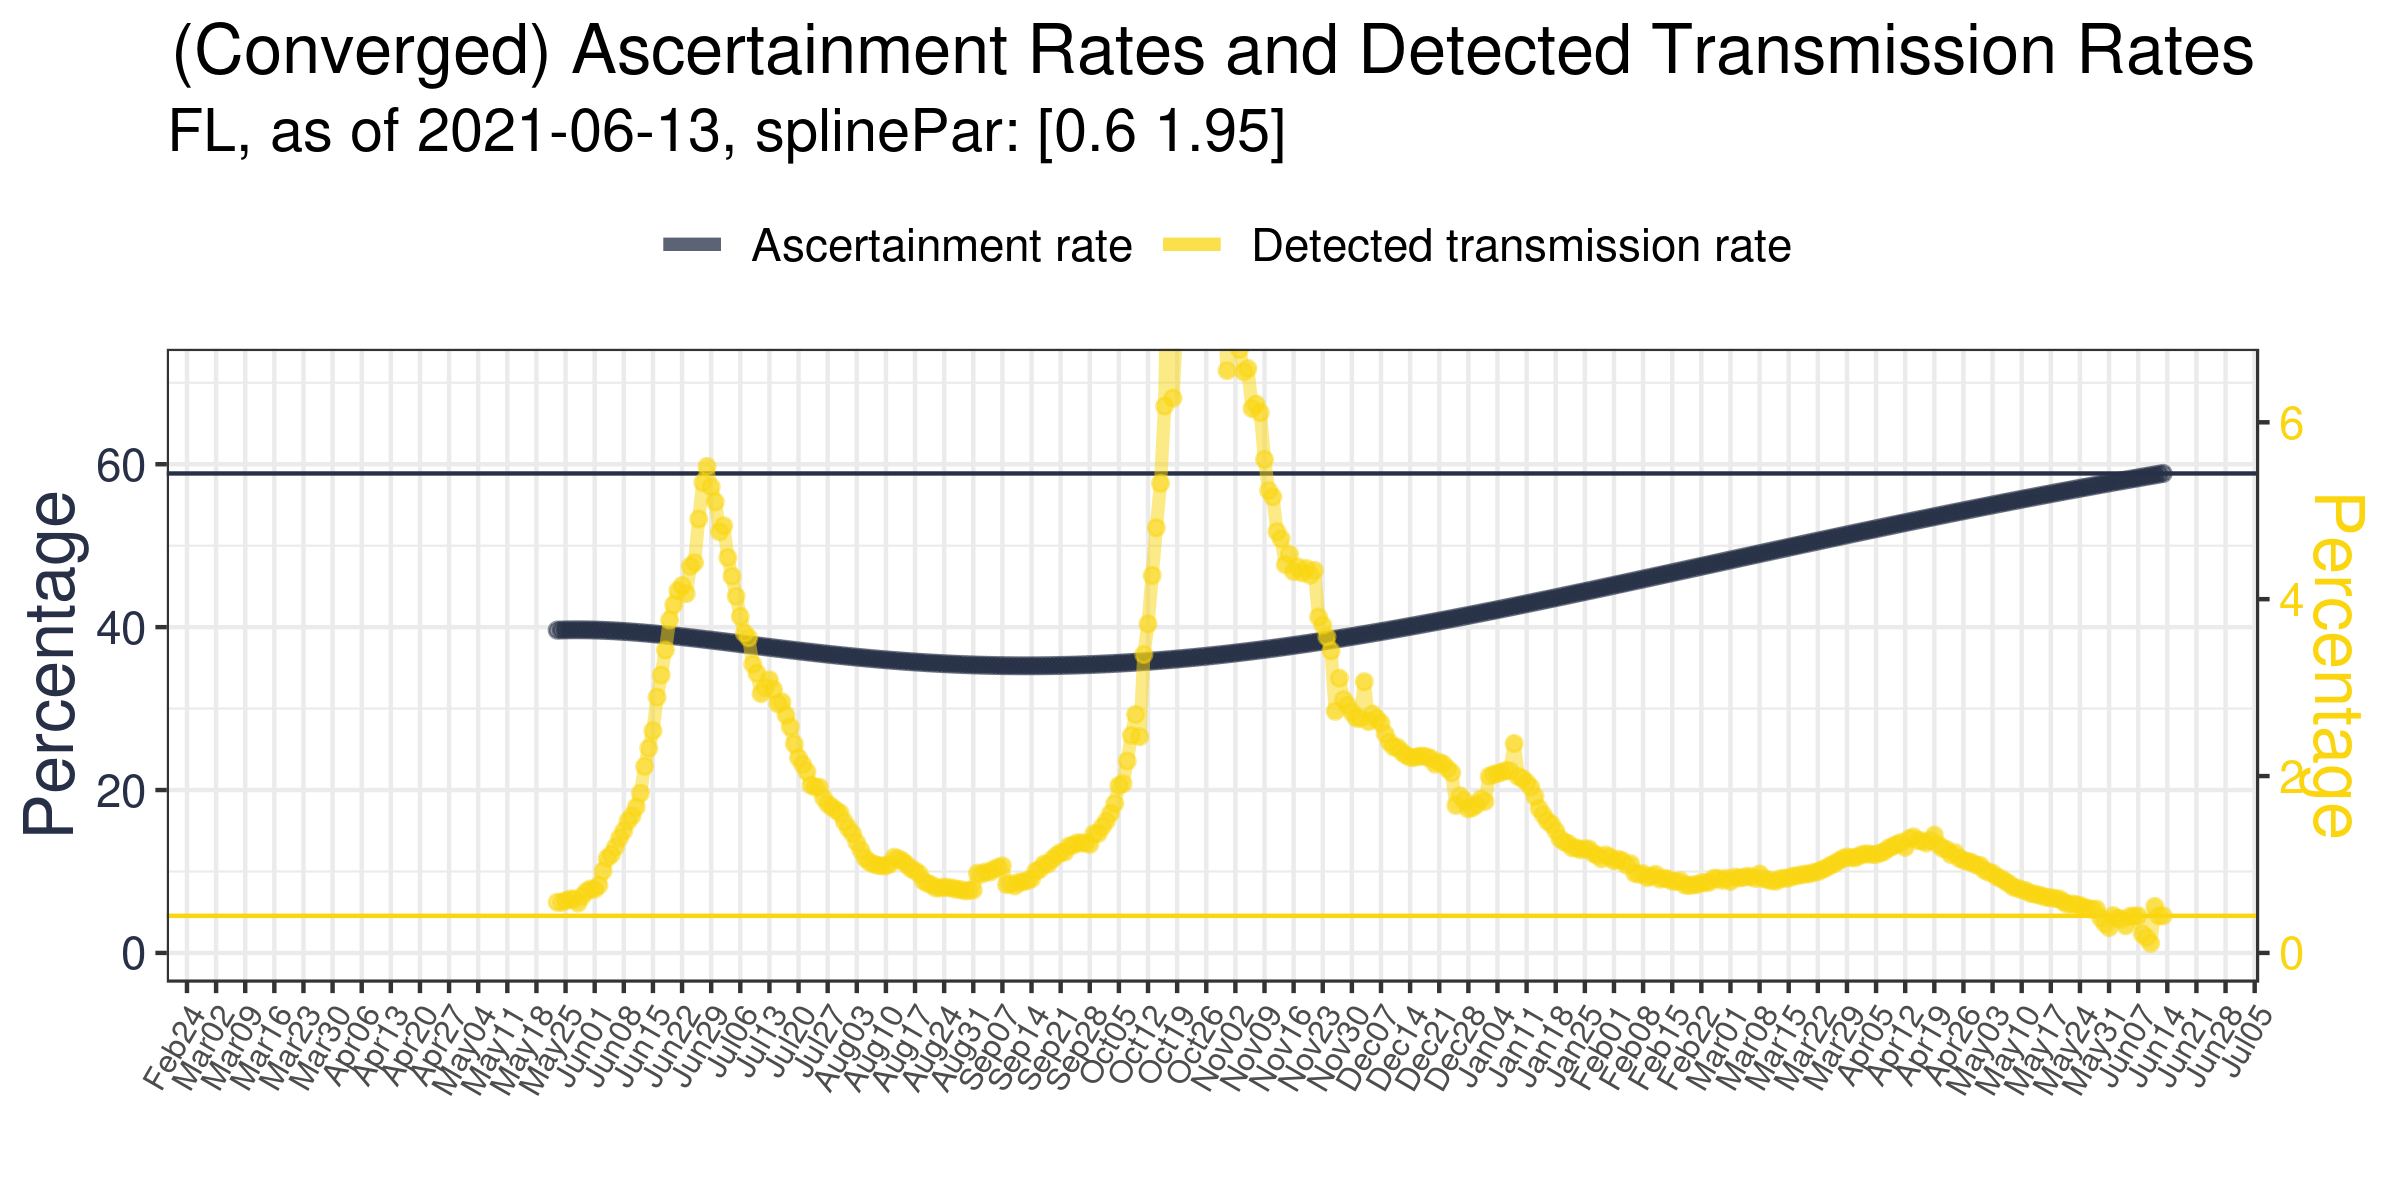 (Converged) Ascertainment Rates and Detected Transmission Rates
FL, as of 2021-06-13, splinePar: [0.6 1.95]
Ascertainment rate
Detected transmission rate
Percentage
60
40
20
0
6
4
2
0
Percentage
Feb24
Mar02
Mar09
Mar16
Mar23
Mar30
Apr06
Apr13
Apr20
Apr27
May04
May11
May18
May25
Jun01
Jun08
Jun15
Jun22
Jun29
Jul06
Jul13
Jul20
Jul27
Aug03
Aug10
Aug17
Aug24
Aug31
Sep07
Sep14
Sep21
Sep28
Oct05
Oct12
Oct19
Oct26
Nov02
Nov09
Nov16
Nov23
Nov30
Dec07
Dec14
Dec21
Dec28
Jan04
Jan11
Jan18
Jan25
Feb01
Feb08
Feb15
Feb22
Mar01
Mar08
Mar15
Mar22
Mar29
Apr05
Apr12
Apr19
Apr26
May03
May10
May17
May24
May31
Jun07
Jun14
Jun21
Jun28
Jul05